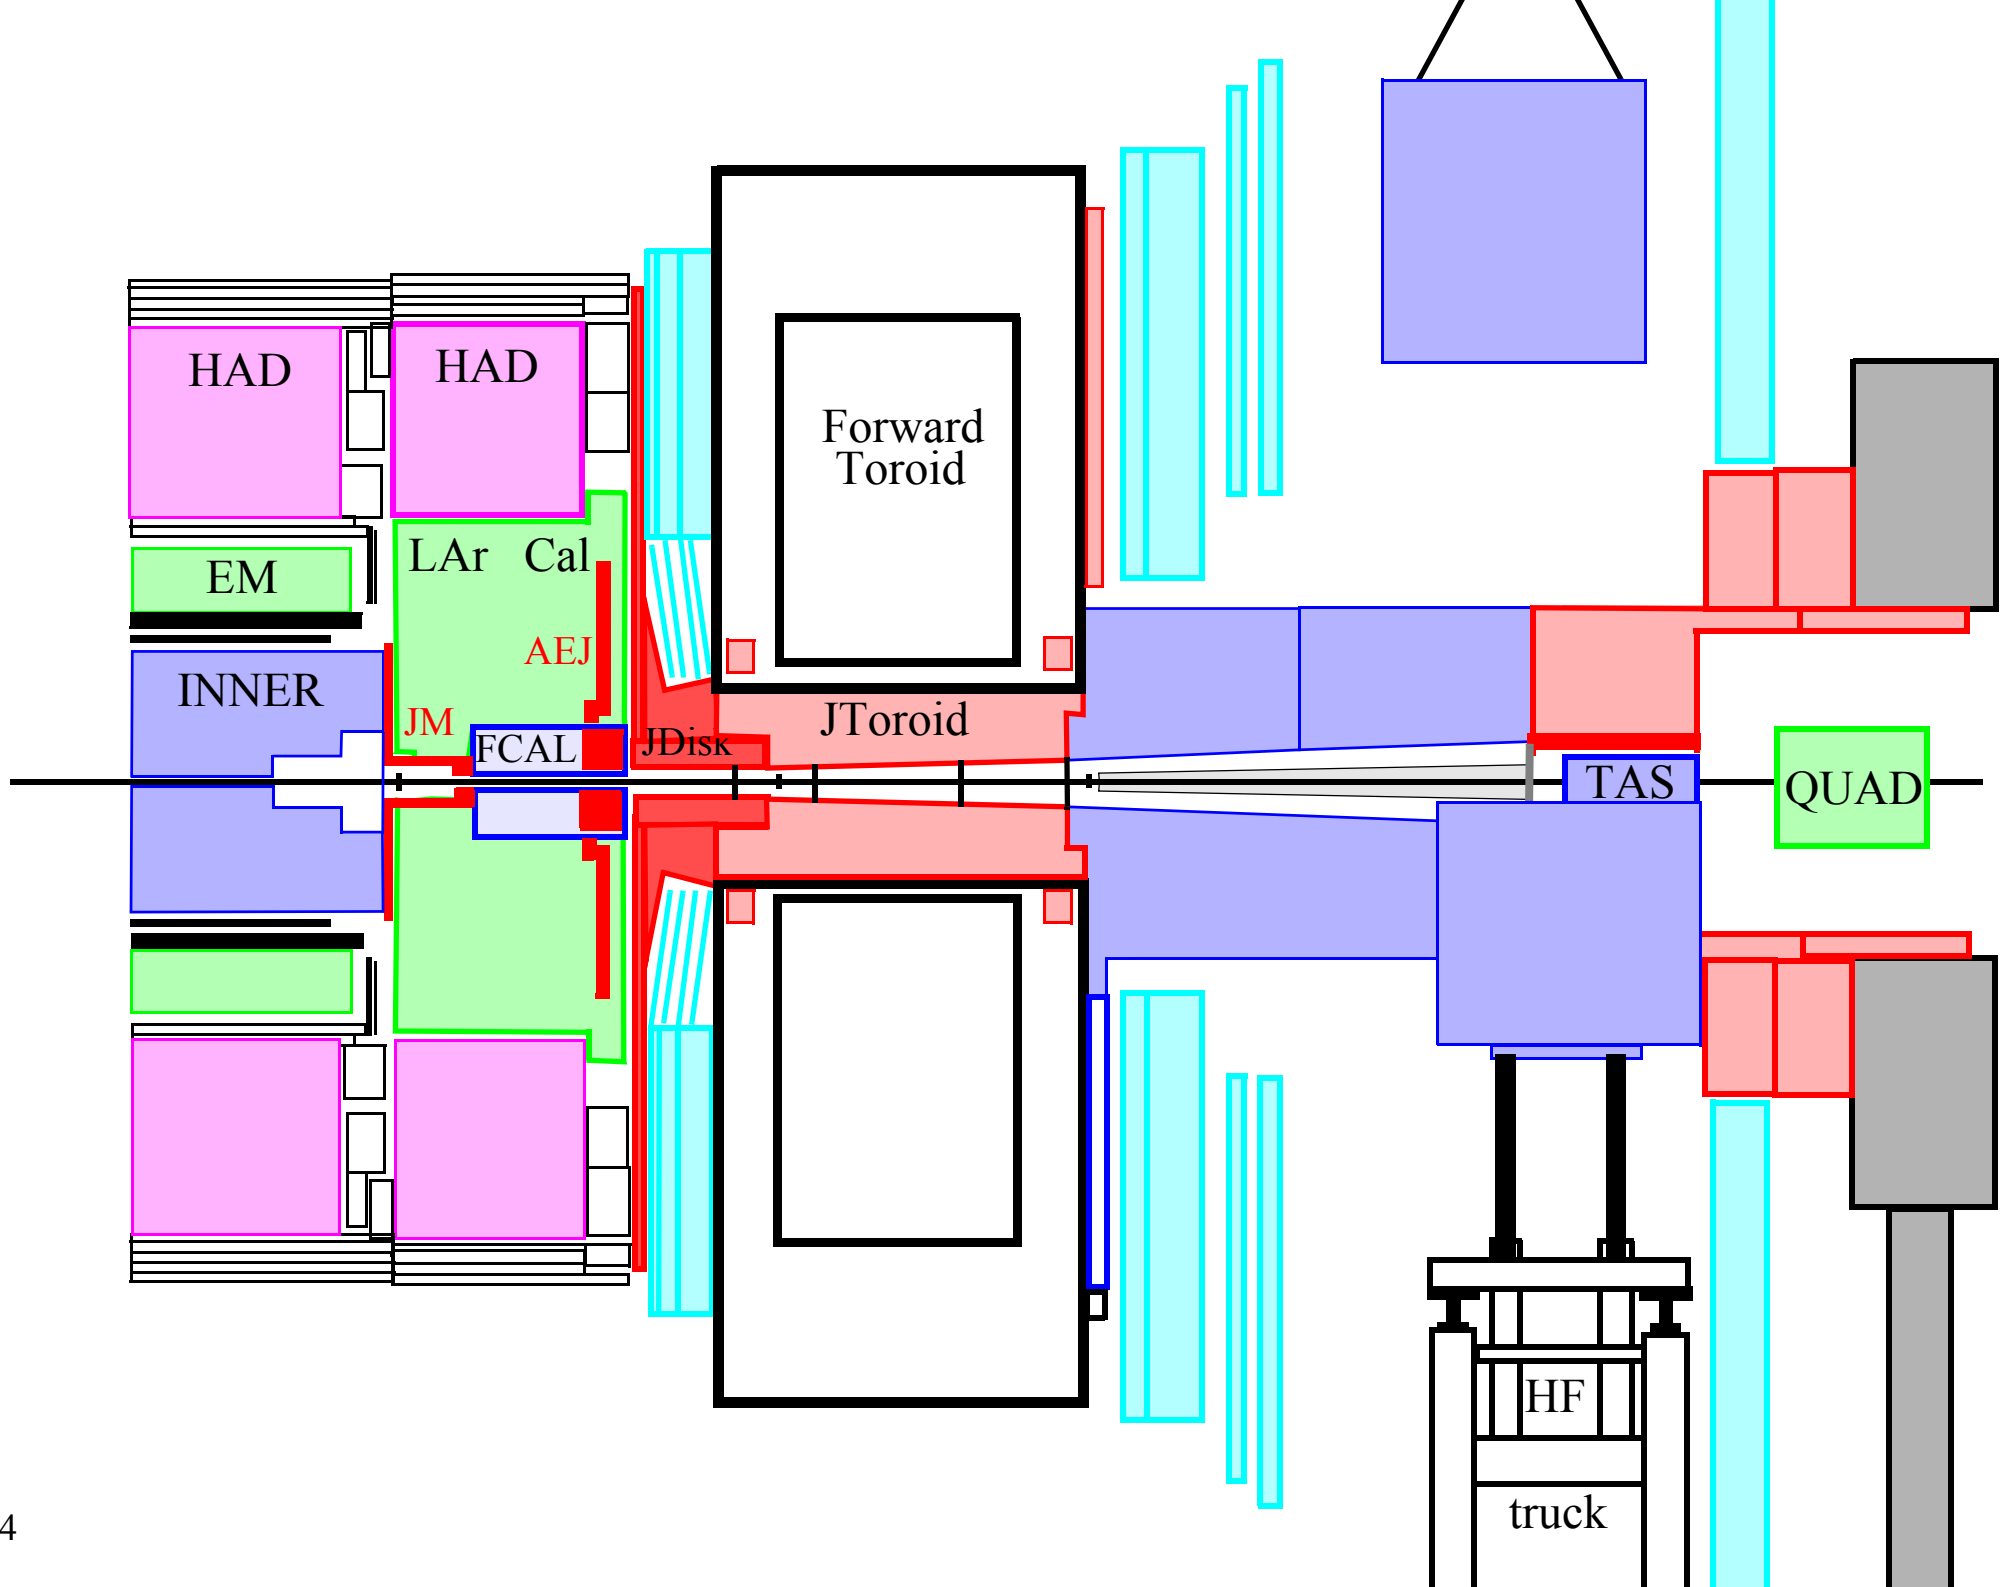 HAD
HAD
Forward
Toroid
LAr Cal
EM
AEJ
INNER
JM
JToroid
FCAL
JDisk
TAS
QUAD
HF
truck
4